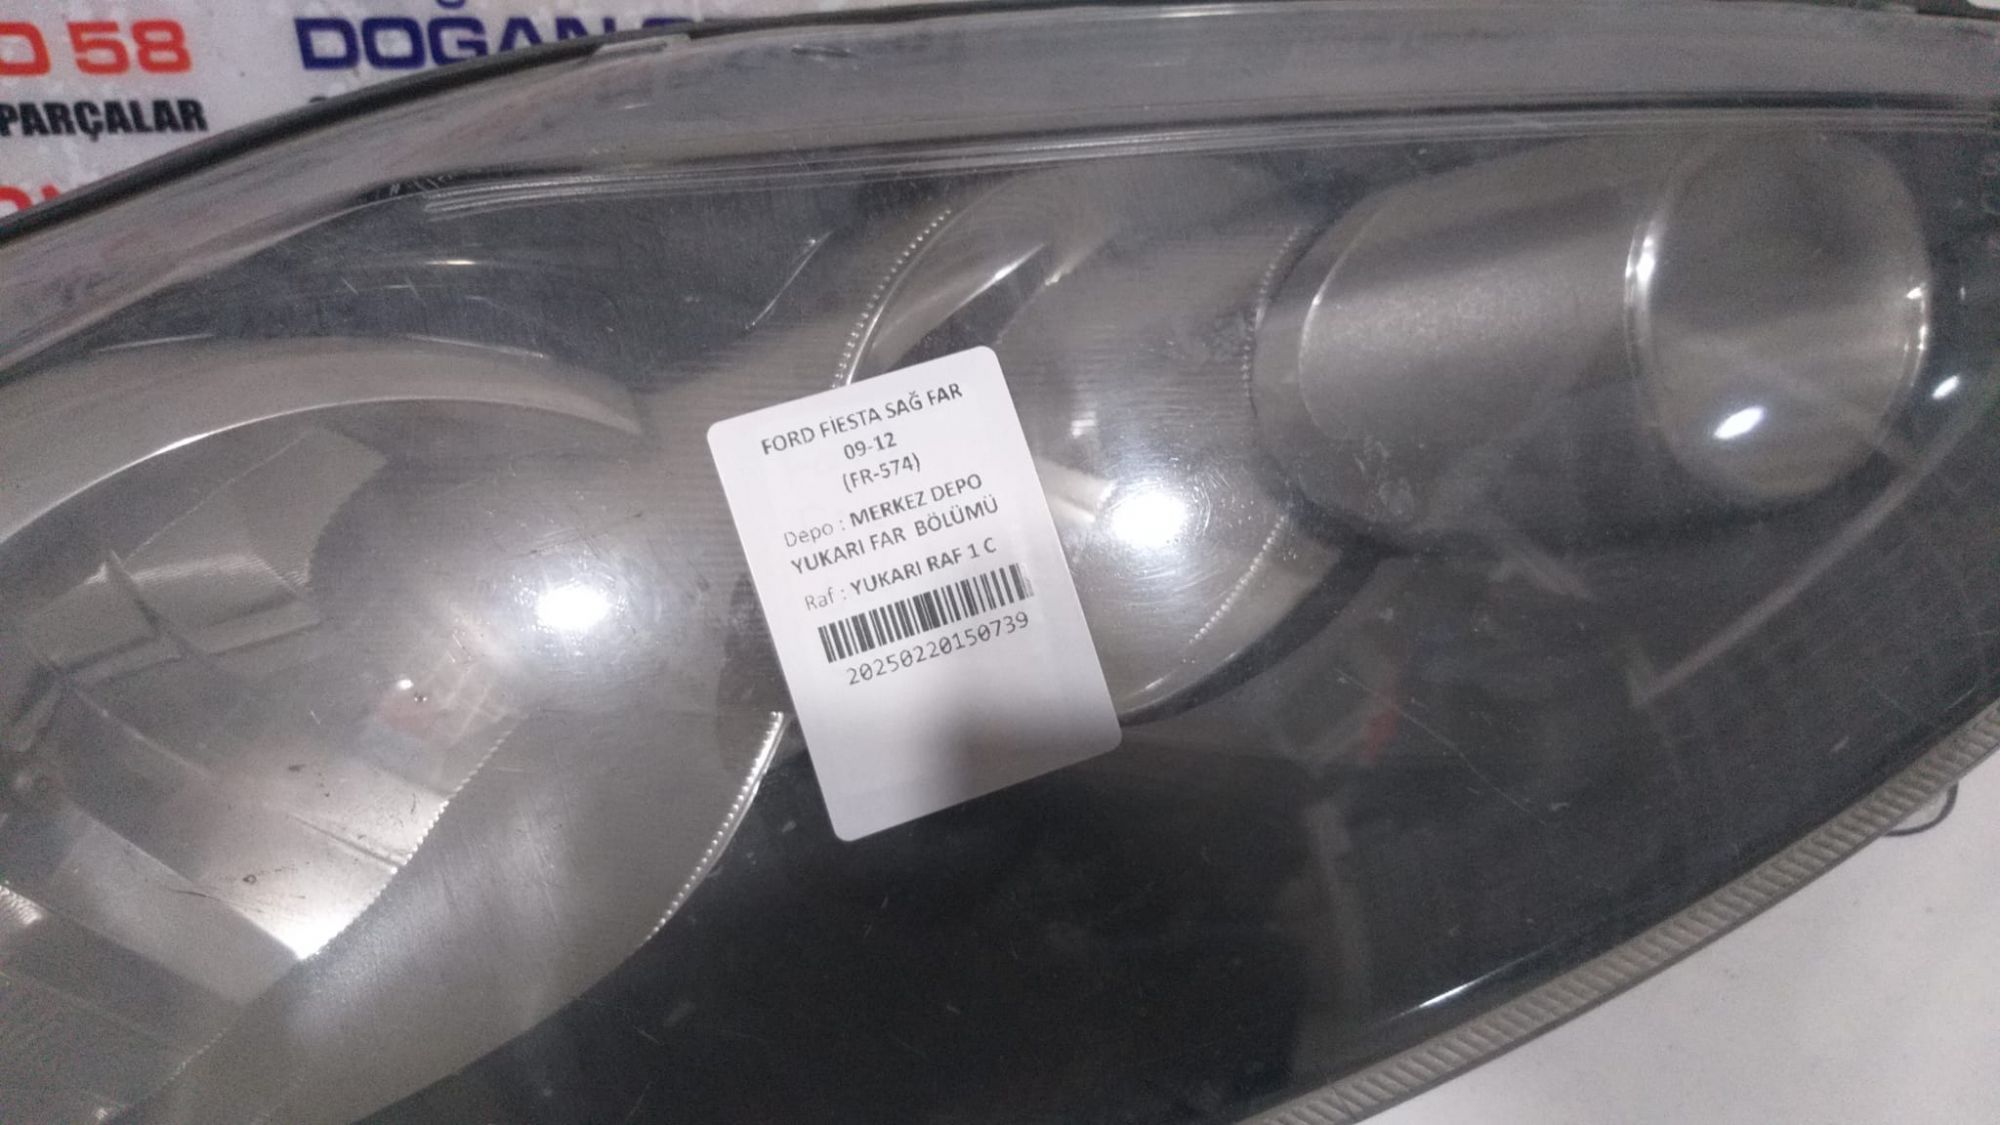 O 58
PARÇALAR
DOĞAN
FORD FİESTA SAĞ FAR
09-12
(FR-574)
Depo : MERKEZ DEPO
YUKARI FAR BÖLÜMÜ
Raf : YUKARI RAF 1 C
20250220150739